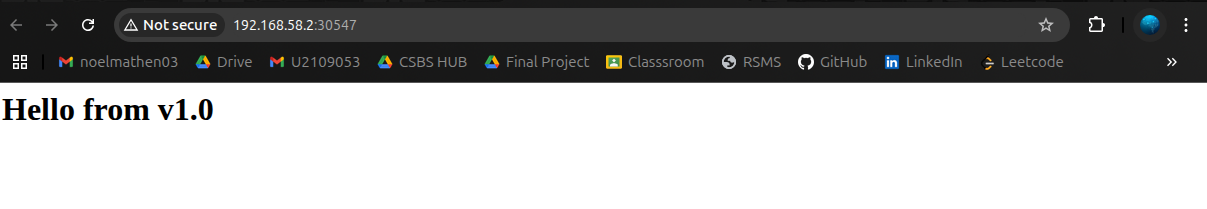 Not secure 192.168.58.2:30547
noelmathen03 Drive U2109053 CSBS HUB Final Project Classsroom RSMS GitHub LinkedIn Leetcode
Hello from v1.0